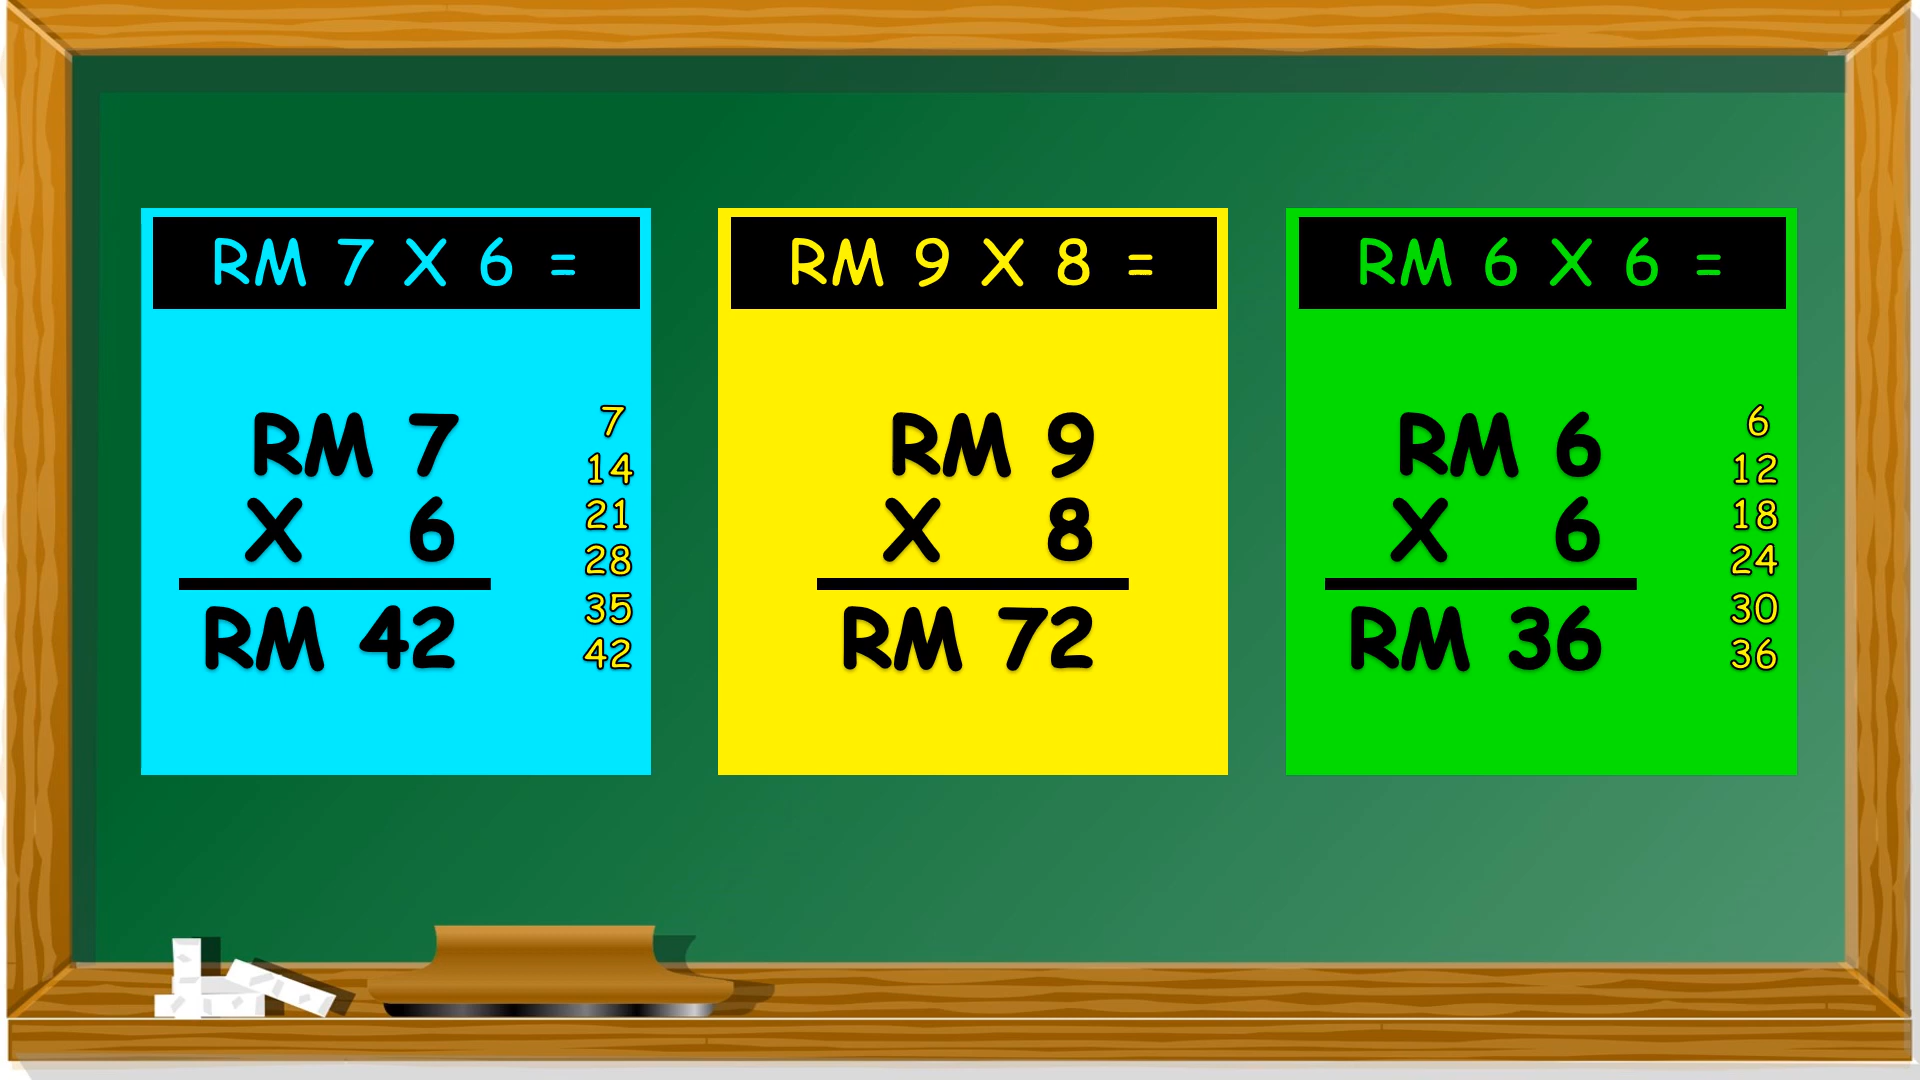 RM 7 X 6 =
RM 7
X 6
RM 42
7
14
21
28
35
42
RM 9 X 8 =
RM 9
X 8
RM 72
RM 6 X 6 =
RM 6
X 6
RM 36
6
12
18
24
30
36